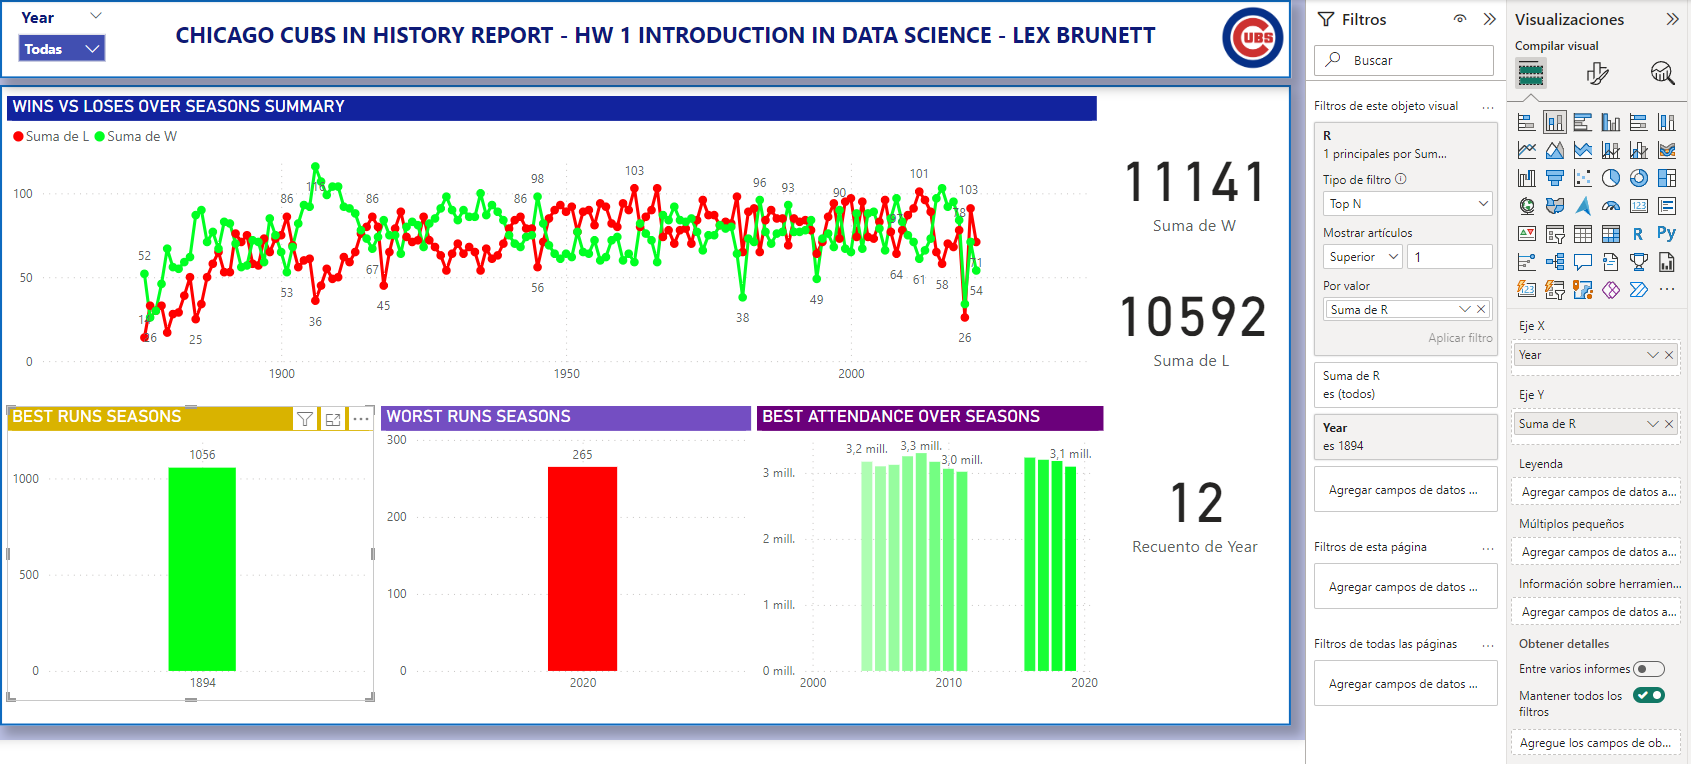 Year
Todas
CHICAGO CUBS IN HISTORY REPORT - HW 1 INTRODUCTION IN DATA SCIENCE - LEX BRUNETT
CUBS
WINS VS LOSES OVER SEASONS SUMMARY
Suma de L Suma de W
100
50
0
52
26
25
86
53
116
36
86
67
45
86
98
56
103
38
96
93
49
90
97
64
101
61
58
103
78
71
54
26
1900
1950
2000
11141
Suma de W
10592
Suma de L
12
Recuento de Year
BEST RUNS SEASONS
1000
500
0
1056
1894
WORST RUNS SEASONS
300
200
100
0
265
2020
BEST ATTENDANCE OVER SEASONS
3 mill.
2 mill.
1 mill.
0 mill.
3,2 mill.
3,3 mill.
3,0 mill.
3,1 mill.
2000
2010
2020
Filtros
Buscar
Filtros de este objeto visual
R
1 principales por Sum...
Tipo de filtro
Top N
Mostrar artículos
Superior
1
Por valor
Suma de R
Aplicar filtro
Suma de R
es (todos)
Year
es 1894
Agregar campos de datos ...
Filtros de esta página
Agregar campos de datos ...
Filtros de todas las páginas
Agregar campos de datos ...
Visualizaciones
Compilar visual
123
R
Py
123
Eje X
Year
Eje Y
Suma de R
Leyenda
Agregar campos de datos a...
Múltiplos pequeños
Agregar campos de datos a...
Información sobre herramien...
Agregar campos de datos a...
Obtener detalles
Entre varios informes
Mantener todos los
filtros
Agregue los campos de ob...